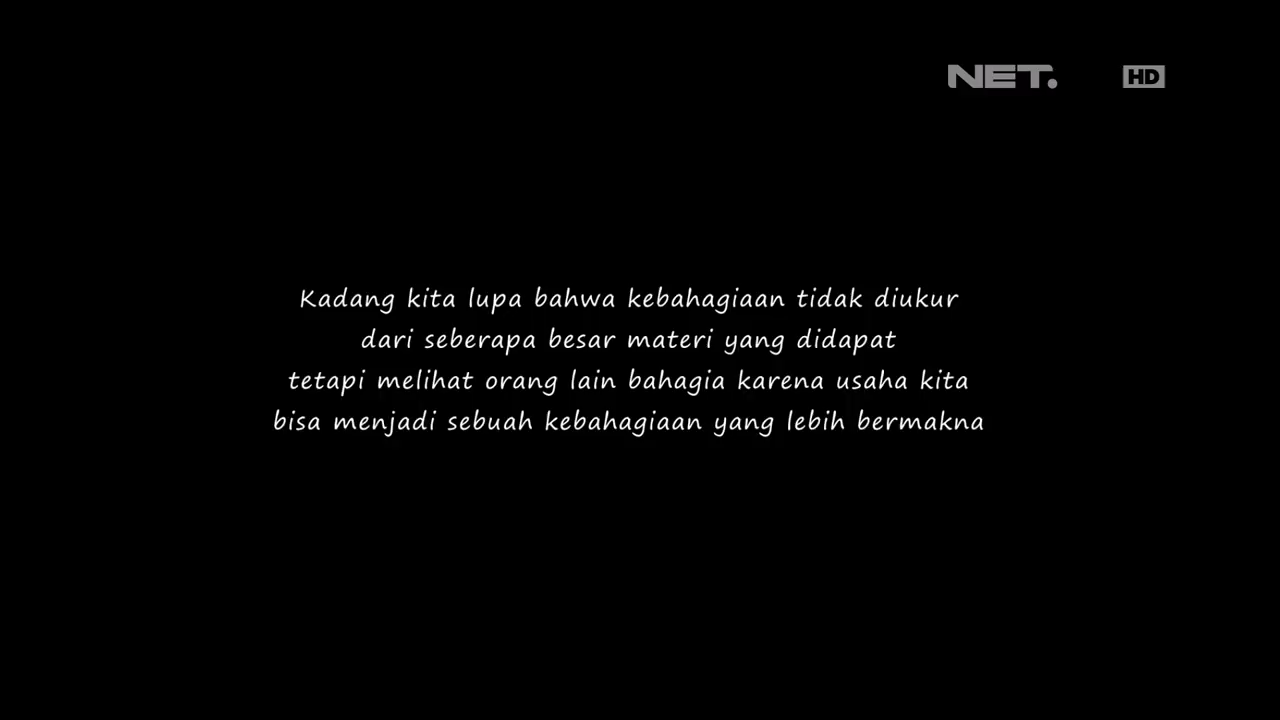 NET. HD
Kadang kita lupa bahwa kebahagiaan tidak diukur
dari seberapa besar materi yang didapat
tetapi melihat orang lain bahagia karena usaha kita
bisa menjadi sebuah kebahagiaan yang lebih bermakna